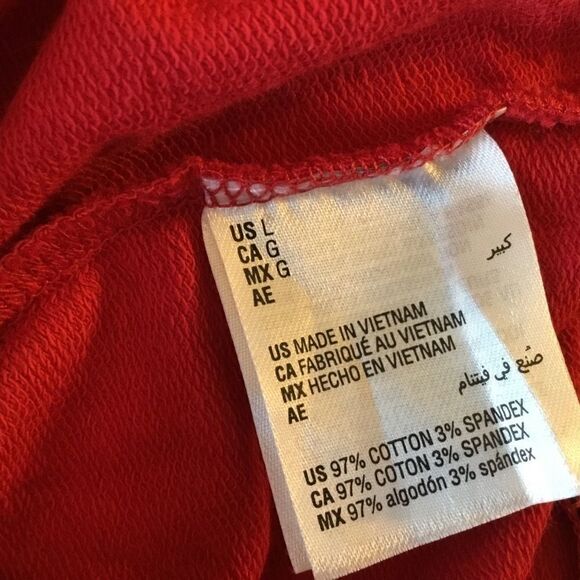 US L
CA G
MX G
AE كبير
US MADE IN VIETNAM
CA FABRIQUÉ AU VIETNAM
MX HECHO EN VIETNAM
AE صنع في فيتنام
US 97% COTTON 3% SPANDEX
CA 97% COTON 3% SPANDEX
MX 97% algodón 3% spándex